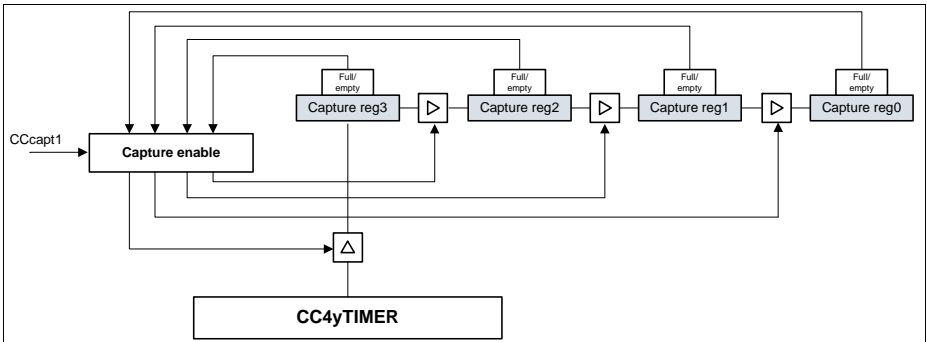 Full/
empty
Full/
empty
Full/
empty
Full/
empty
Capture reg3
Capture reg2
Capture reg1
Capture reg0
CCcapt1
Capture enable
CC4yTIMER